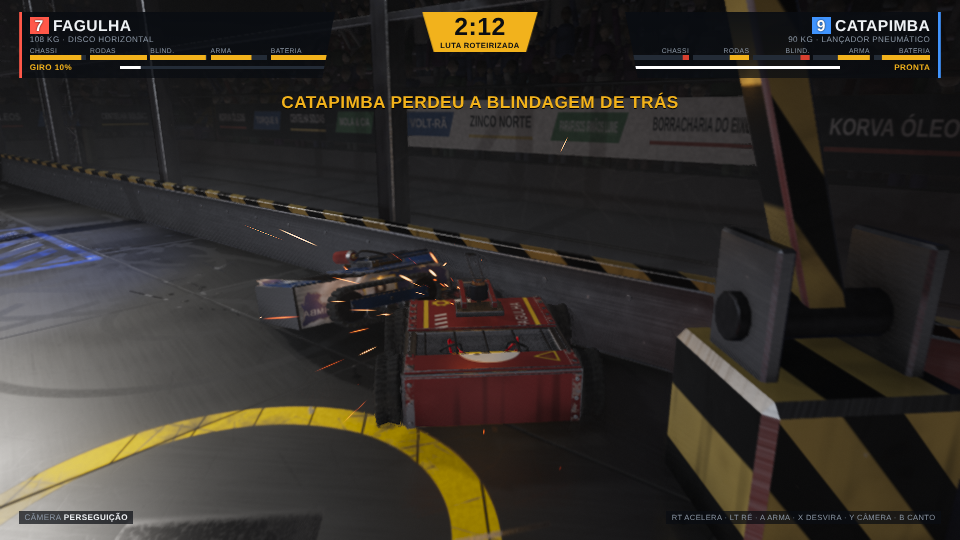 7 FAGULHA
108 KG · DISCO HORIZONTAL
CHASSI RODAS BLIND. ARMA BATERIA
GIRO 10%
2:12
LUTA ROTEIRIZADA
9 CATAPIMBA
90 KG · LANÇADOR PNEUMÁTICO
CHASSI RODAS BLIND. ARMA BATERIA
PRONTA
CATAPIMBA PERDEU A BLINDAGEM DE TRÁS
VOLT-RÃ
ZINCO NORTE
BORRACHARIA DO EIXO
KORVA ÓLEO
CÂMERA PERSEGUIÇÃO
RT ACELERA · LT RÉ · A ARMA · X DESVIRA · Y CÂMERA · B CANTO